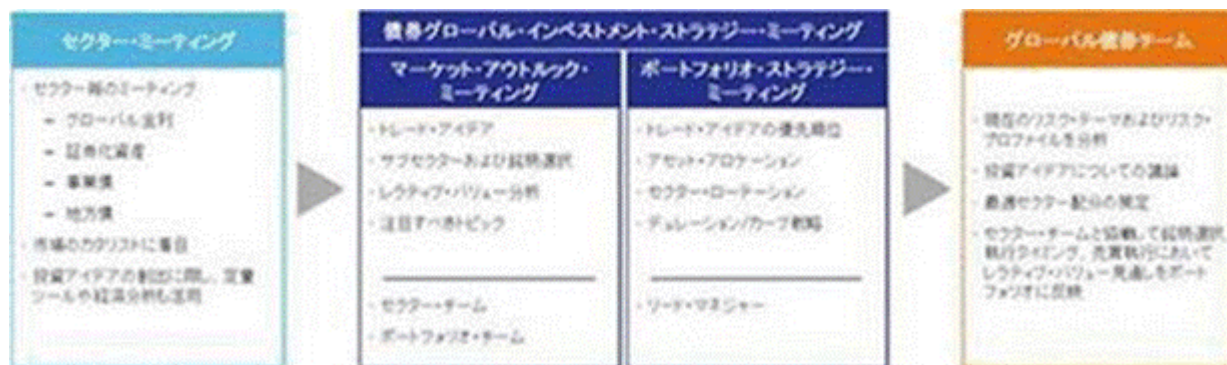 セクター・ミーティング
・セクター毎のミーティング
- グローバル金利
- 証券化資産
- 事業債
- 地方債
・市場のカタリストに着目
・投資アイデアの創出に際し、定量
ツールや経済分析も活用
債券グローバル・インベストメント・ストラテジー・ミーティング
マーケット・アウトルック・
ミーティング
・トレード・アイデア
・サブセクターおよび銘柄選択
・レラティブ・バリュー分析
・注目すべきトピック
・セクター・チーム
・ポートフォリオ・チーム
ポートフォリオ・ストラテジー・
ミーティング
・トレード・アイデアの優先順位
・アセット・アロケーション
・セクター・ローテーション
・デュレーション/カーブ戦略
・リード・マネジャー
グローバル債券チーム
・現在のリスク・テーマおよびリスク・
プロファイルを分析
・投資アイデアについての議論
・最適セクター配分の策定
・セクター・チームと協働して銘柄選択
執行タイミング、売買執行において
レラティブ・バリュー見通しをポート
フォリオに反映